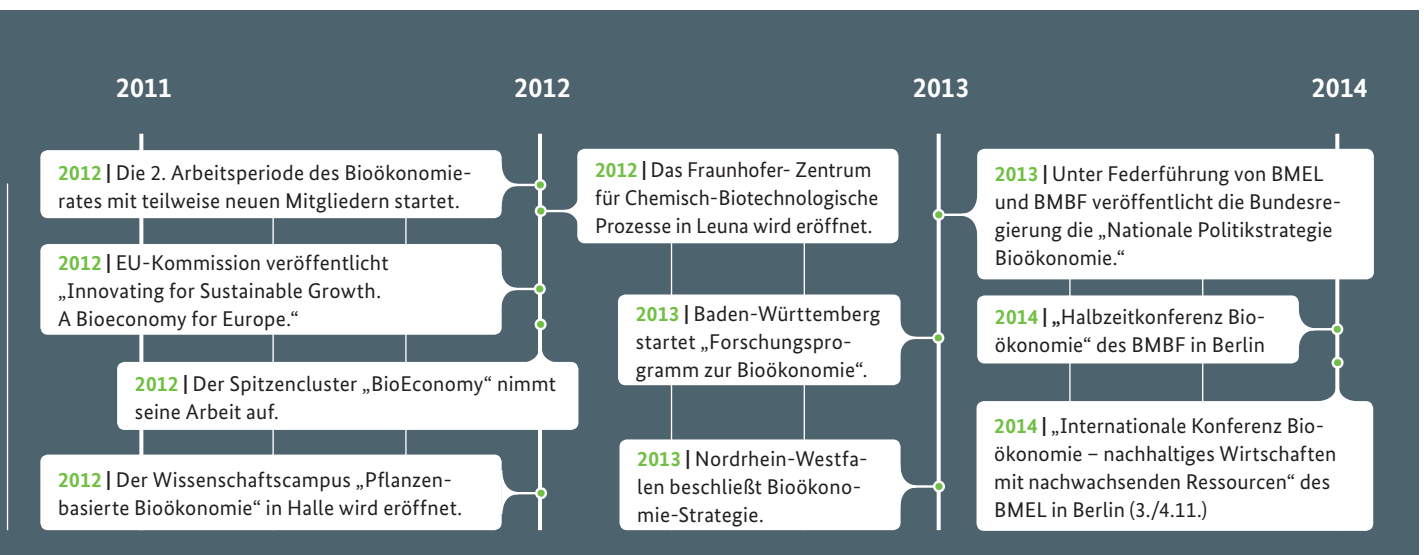 2011
2012
2013
2014
2012 | Die 2. Arbeitsperiode des Bioökonomie-
rates mit teilweise neuen Mitgliedern startet.
2012 | EU-Kommission veröffentlicht
„Innovating for Sustainable Growth.
A Bioeconomy for Europe.“
2012 | Der Spitzencluster „BioEconomy“ nimmt
seine Arbeit auf.
2012 | Der Wissenschaftscampus „Pflanzen-
basierte Bioökonomie“ in Halle wird eröffnet.
2012 | Das Fraunhofer- Zentrum
für Chemisch-Biotechnologische
Prozesse in Leuna wird eröffnet.
2013 | Baden-Württemberg
startet „Forschungspro-
gramm zur Bioökonomie“.
2013 | Nordrhein-Westfa-
len beschließt Bioökono-
mie-Strategie.
2013 | Unter Federführung von BMEL
und BMBF veröffentlicht die Bundesre-
gierung die „Nationale Politikstrategie
Bioökonomie.“
2014 | „Halbzeitkonferenz Bio-
ökonomie“ des BMBF in Berlin
2014 | „Internationale Konferenz Bio-
ökonomie – nachhaltiges Wirtschaften
mit nachwachsenden Ressourcen“ des
BMEL in Berlin (3./4.11.)